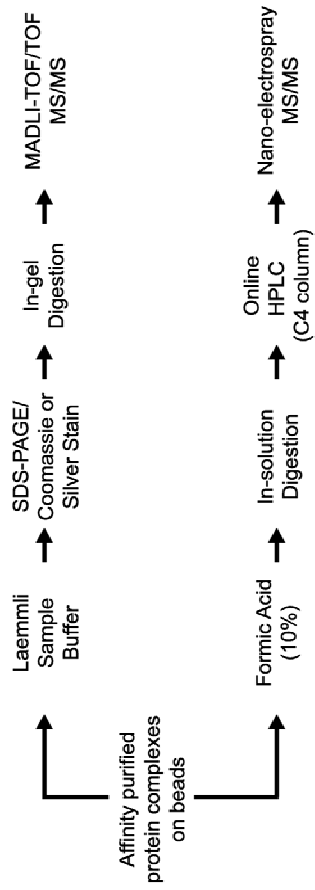 Affinity purified
protein complexes
on beads
Laemmli
Sample
Buffer
SDS-PAGE/
Coomassie or
Silver Stain
In-gel
Digestion
MADLI-TOF/TOF
MS/MS
Formic Acid
(10%)
In-solution
Digestion
Online
HPLC
(C4 column)
Nano-electrospray
MS/MS